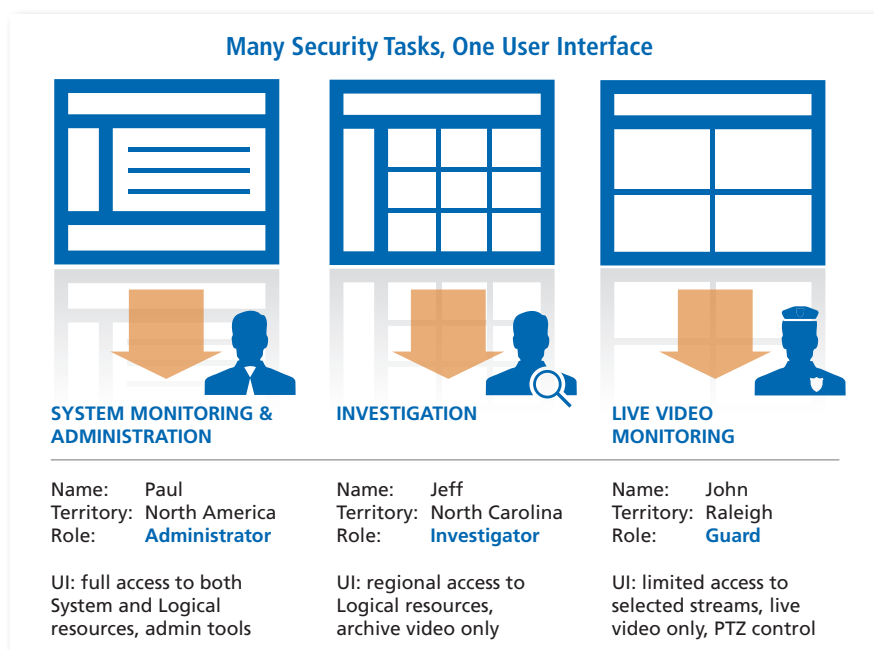 Many Security Tasks, One User Interface
SYSTEM MONITORING &
ADMINISTRATION
Name: Paul
Territory: North America
Role: Administrator
UI: full access to both
System and Logical
resources, admin tools
INVESTIGATION
Name: Jeff
Territory: North Carolina
Role: Investigator
UI: regional access to
Logical resources,
archive video only
LIVE VIDEO
MONITORING
Name: John
Territory: Raleigh
Role: Guard
UI: limited access to
selected streams, live
video only, PTZ control